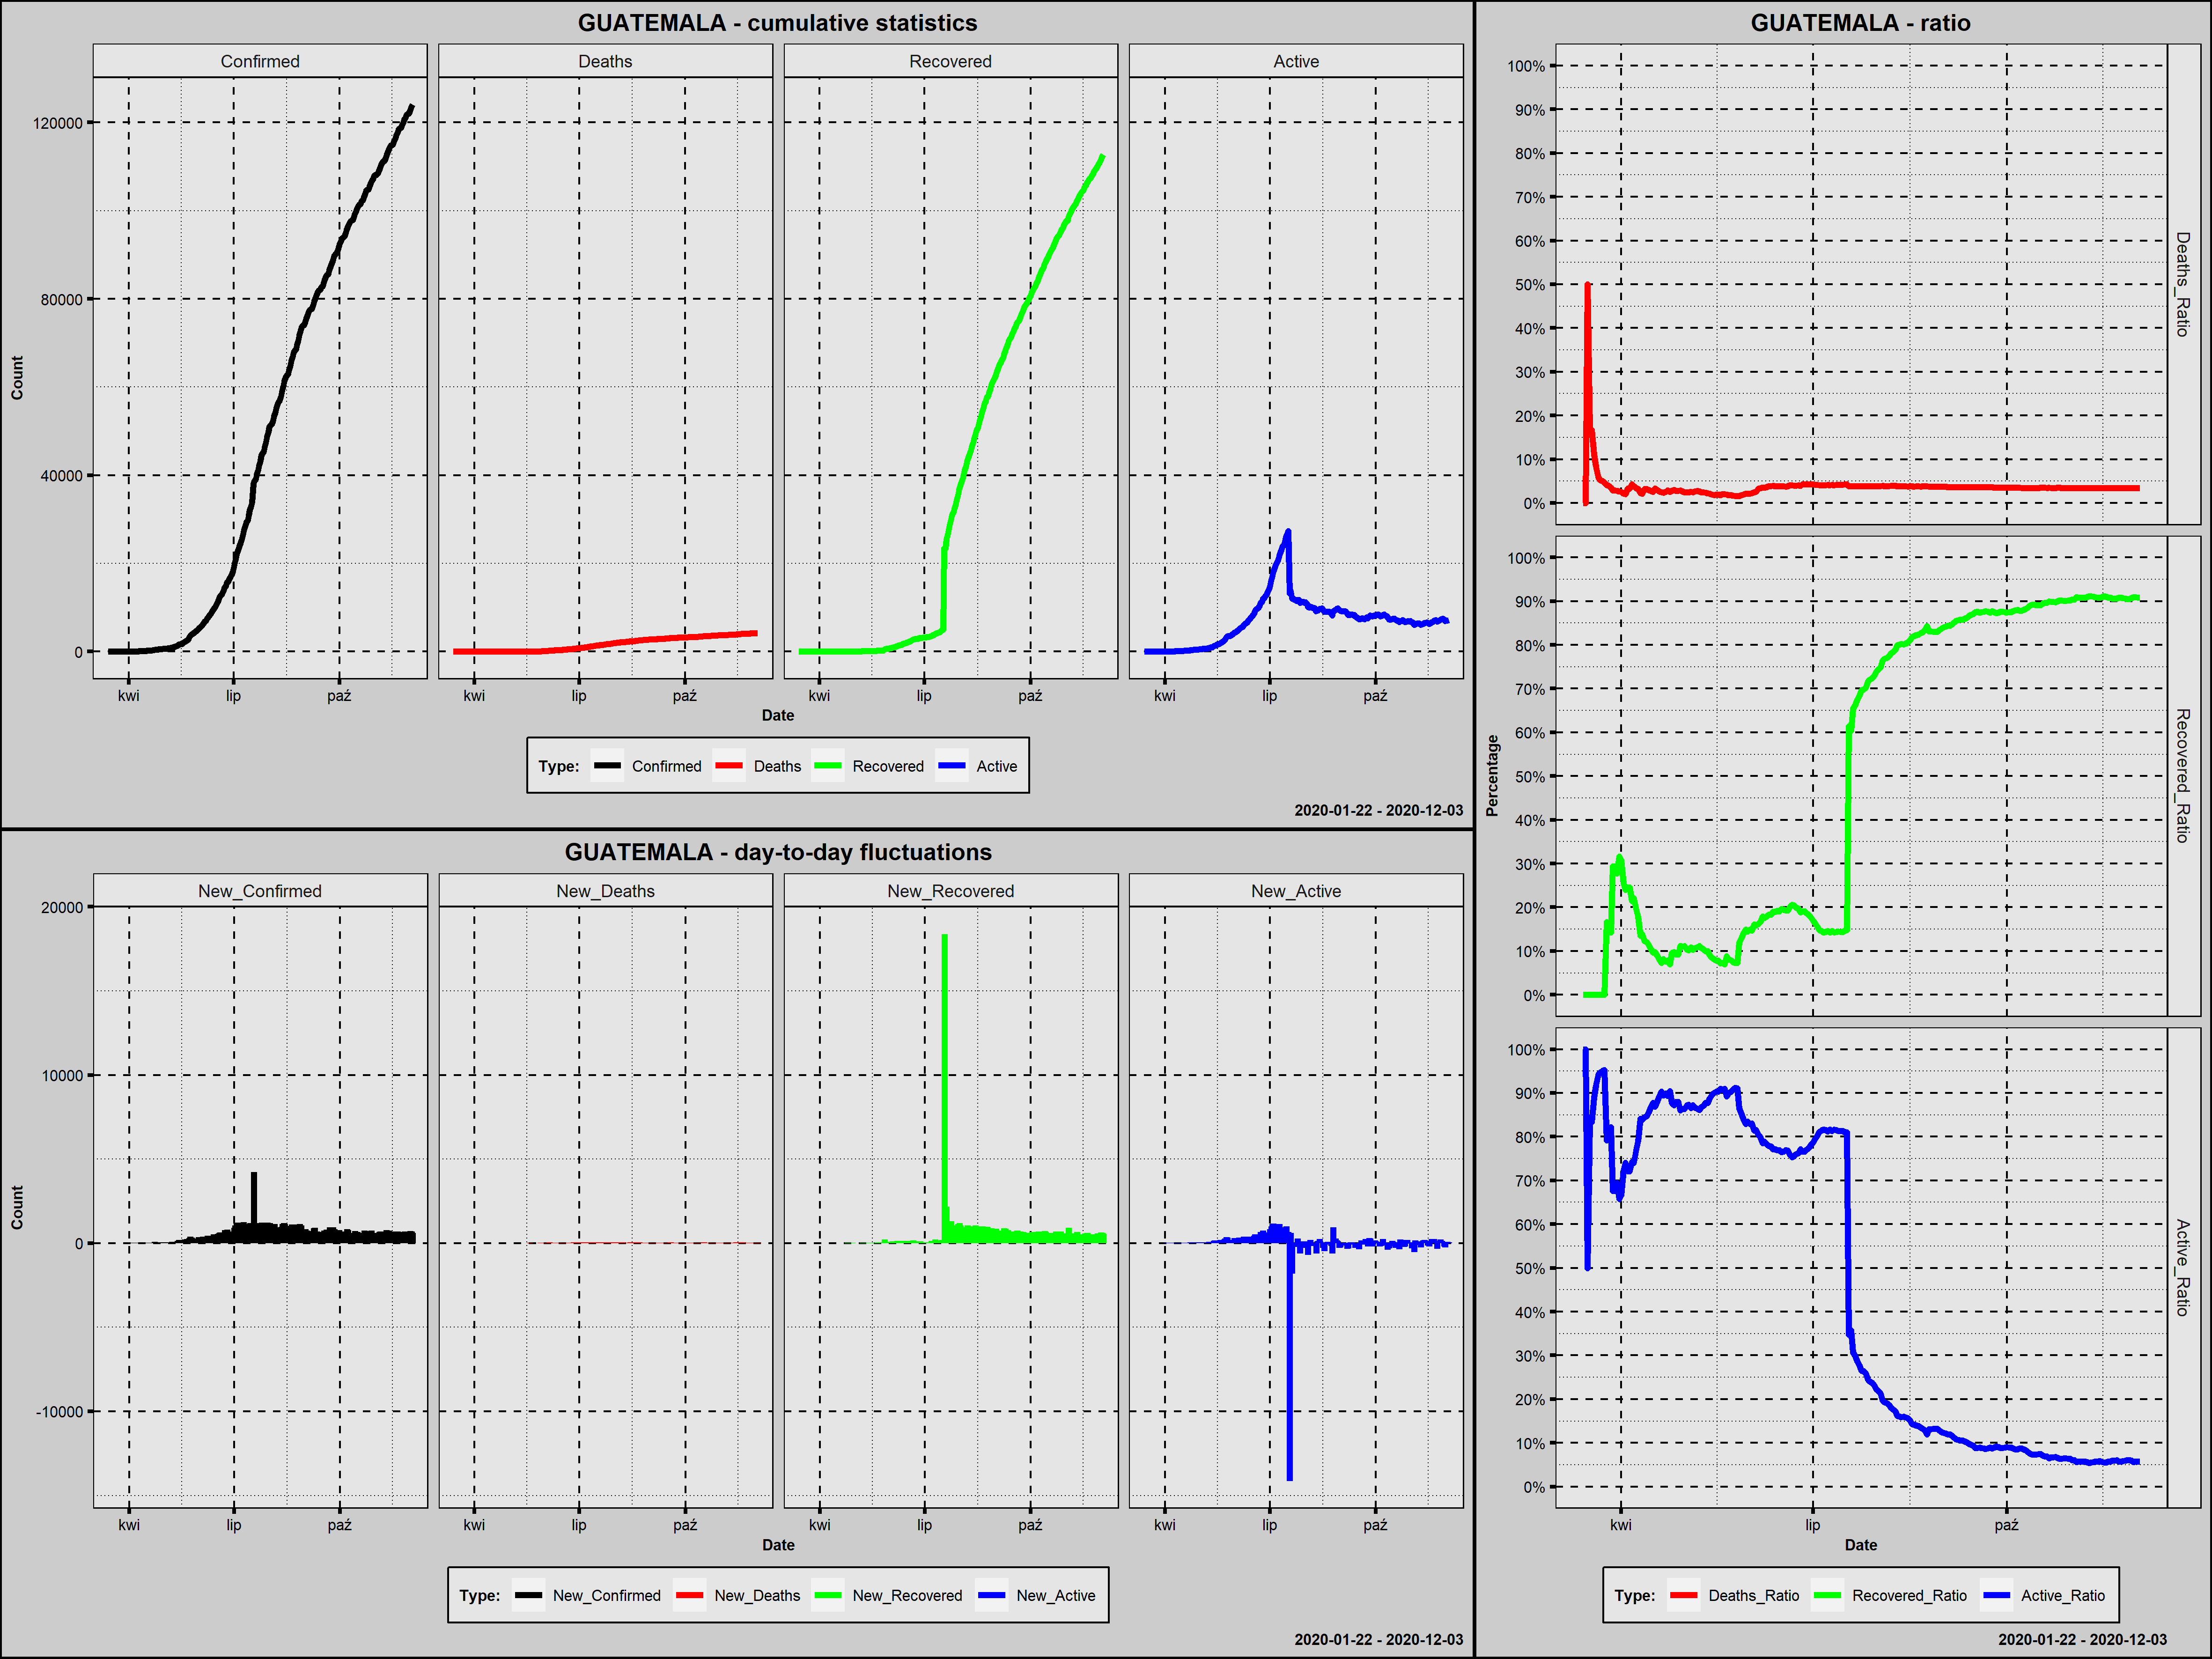 GUATEMALA - cumulative statistics
Confirmed
Deaths
Recovered
Active
Count
120000
80000
40000
0
kwi lip paź
kwi lip paź
kwi lip paź
kwi lip paź
Date
Type: Confirmed Deaths Recovered Active
2020-01-22 - 2020-12-03
GUATEMALA - day-to-day fluctuations
New_Confirmed
New_Deaths
New_Recovered
New_Active
Count
20000
10000
0
-10000
kwi lip paź
kwi lip paź
kwi lip paź
kwi lip paź
Date
Type: New_Confirmed New_Deaths New_Recovered New_Active
2020-01-22 - 2020-12-03
GUATEMALA - ratio
Percentage
100%
90%
80%
70%
60%
50%
40%
30%
20%
10%
0%
Deaths_Ratio
100%
90%
80%
70%
60%
50%
40%
30%
20%
10%
0%
Recovered_Ratio
100%
90%
80%
70%
60%
50%
40%
30%
20%
10%
0%
Active_Ratio
kwi lip paź
Date
Type: Deaths_Ratio Recovered_Ratio Active_Ratio
2020-01-22 - 2020-12-03